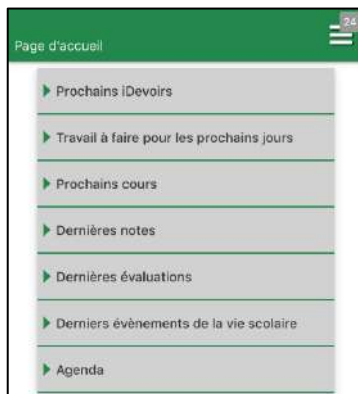 24
Page d'accueil
Prochains iDevoirs
Travail à faire pour les prochains jours
Prochains cours
Dernières notes
Dernières évaluations
Derniers évènements de la vie scolaire
Agenda